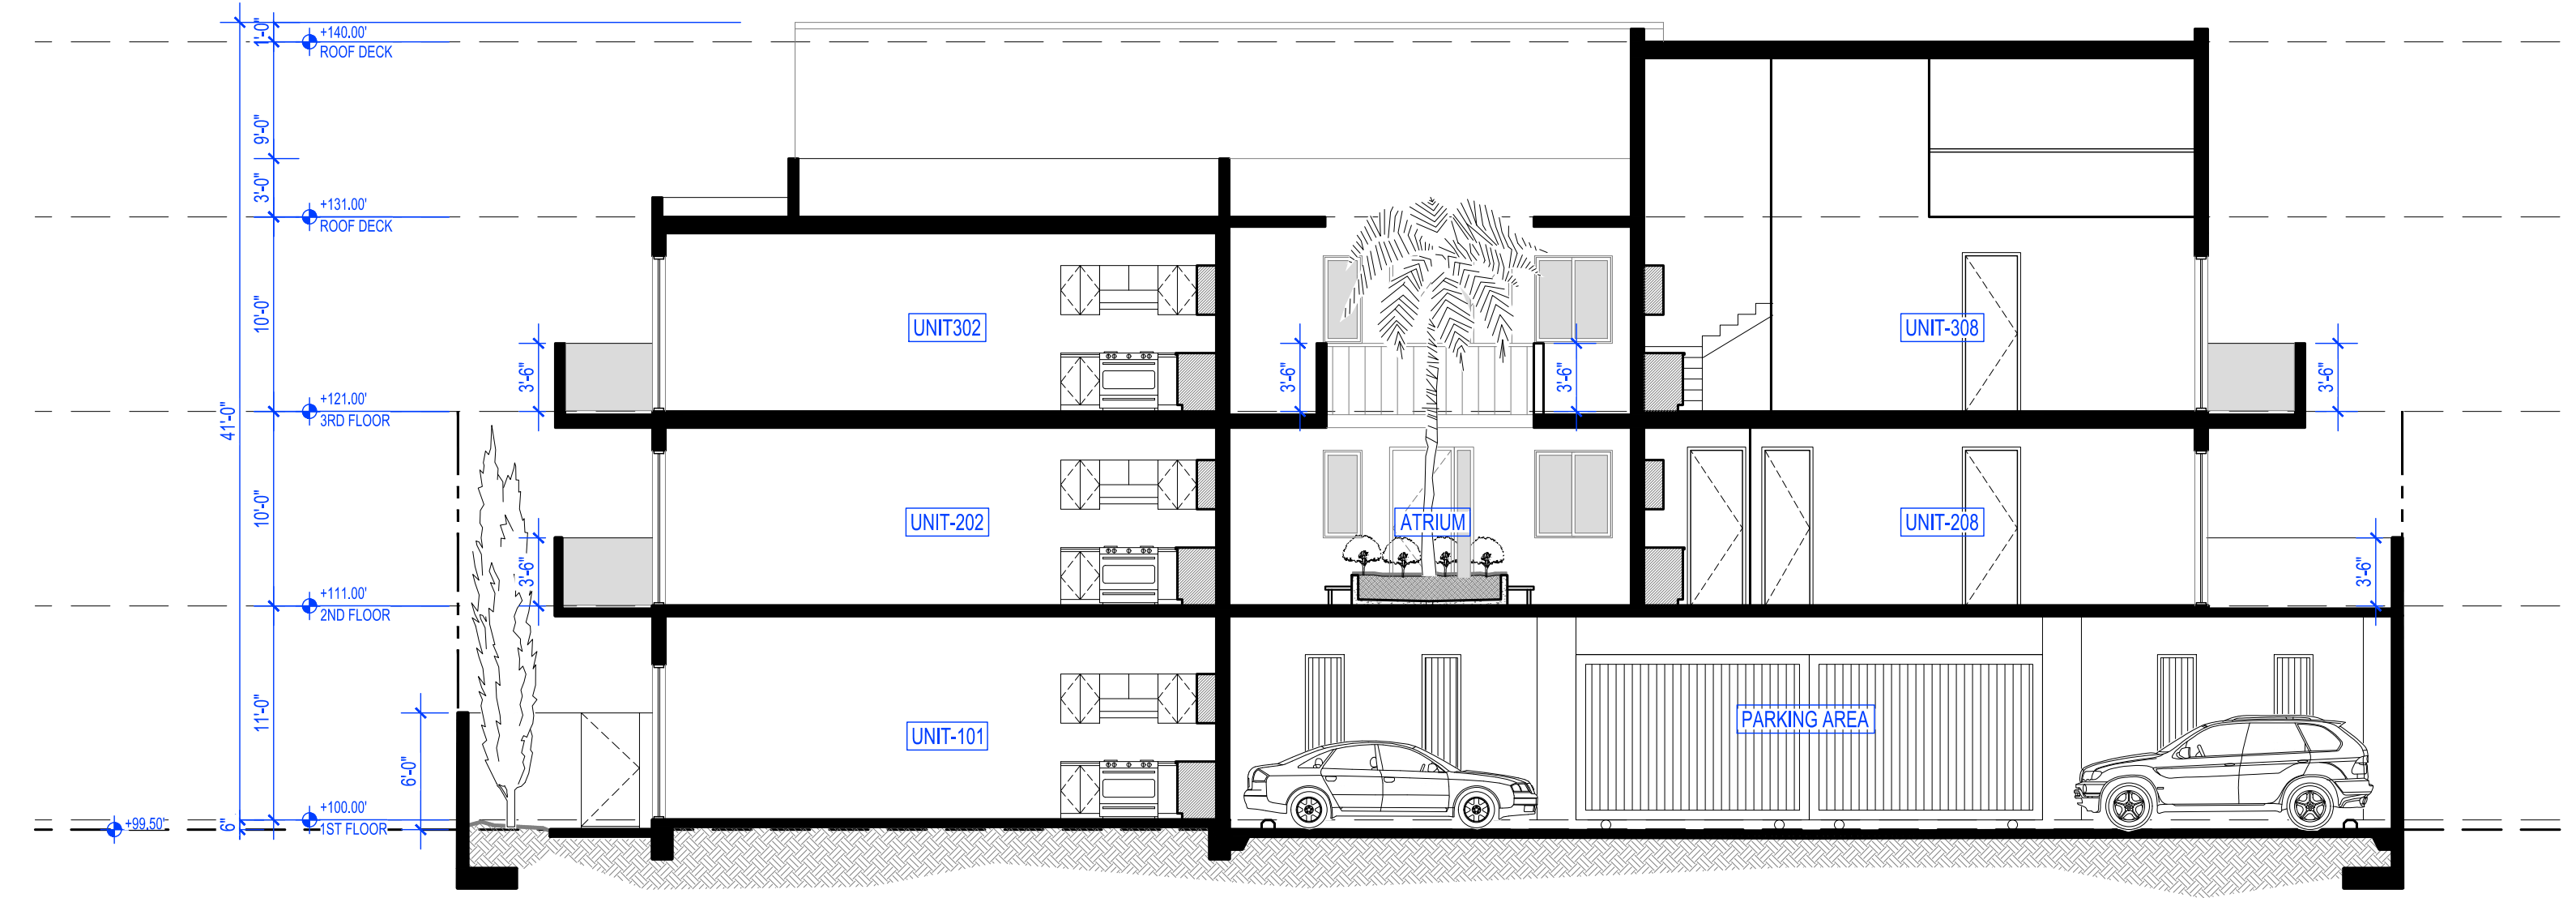 1'-0"
+140.00'
ROOF DECK
9'-0"
3'-0"
+131.00'
ROOF DECK
10'-0"
UNIT302
UNIT-308
3'-6"
3'-6"
3'-6"
3'-6"
+121.00'
3RD FLOOR
41'-0"
10'-0"
UNIT-202
ATRIUM
UNIT-208
3'-6"
3'-6"
+111.00'
2ND FLOOR
11'-0"
UNIT-101
PARKING AREA
6'-0"
+100.00'
1ST FLOOR
+99.50'
6"